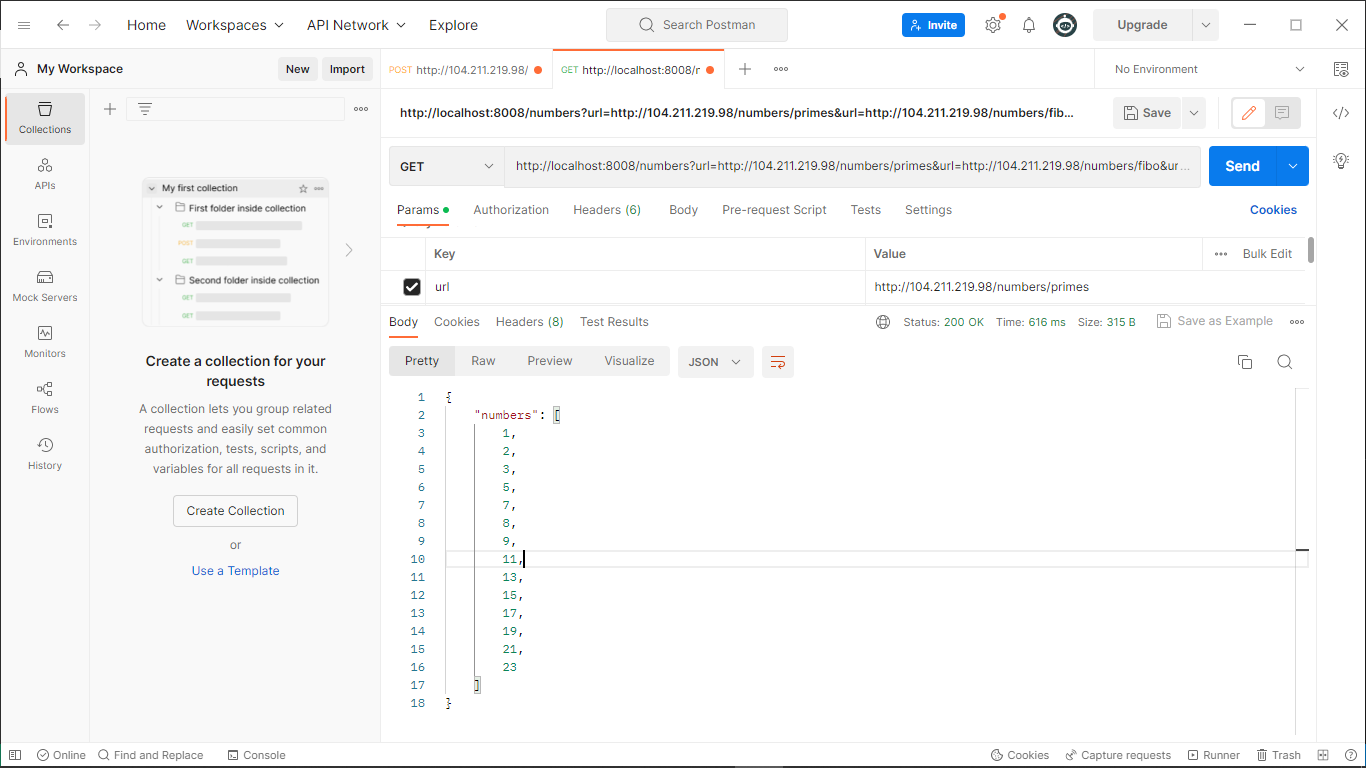 Home Workspaces API Network Explore Search Postman Invite Upgrade
My Workspace New Import POST http://104.211.219.98/ GET http://localhost:8008/r No Environment
Collections
APIs
Environments
Mock Servers
Monitors
Flows
History
My first collection
First folder inside collection
GET
POST
GET
Second folder inside collection
GET
GET
Create a collection for your
requests
A collection lets you group related
requests and easily set common
authorization, tests, scripts, and
variables for all requests in it.
Create Collection
or
Use a Template
http://localhost:8008/numbers?url=http://104.211.219.98/numbers/primes&url=http://104.211.219.98/numbers/fib... Save
GET http://localhost:8008/numbers?url=http://104.211.219.98/numbers/primes&url=http://104.211.219.98/numbers/fibo&ur... Send
Params Authorization Headers (6) Body Pre-request Script Tests Settings Cookies
Key Value Bulk Edit
url http://104.211.219.98/numbers/primes
Body Cookies Headers (8) Test Results Status: 200 OK Time: 616 ms Size: 315 B Save as Example
Pretty Raw Preview Visualize JSON
1 {
2 "numbers": [
3 1,
4 2,
5 3,
6 5,
7 7,
8 8,
9 9,
10 11,
11 13,
12 15,
13 17,
14 19,
15 21,
16 23
17 ]
18 }
Online Find and Replace Console Cookies Capture requests Runner Trash